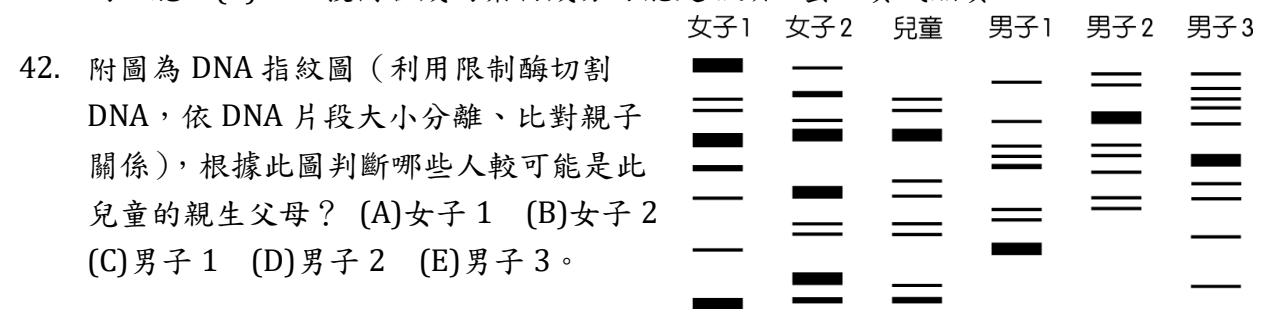 女子1 女子2 兒童 男子1 男子2 男子3
42. 附圖為 DNA 指紋圖（利用限制酶切割
DNA，依 DNA 片段大小分離、比對親子
關係），根據此圖判斷哪些人較可能是此
兒童的親生父母？ (A)女子 1 (B)女子 2
(C)男子 1 (D)男子 2 (E)男子 3。